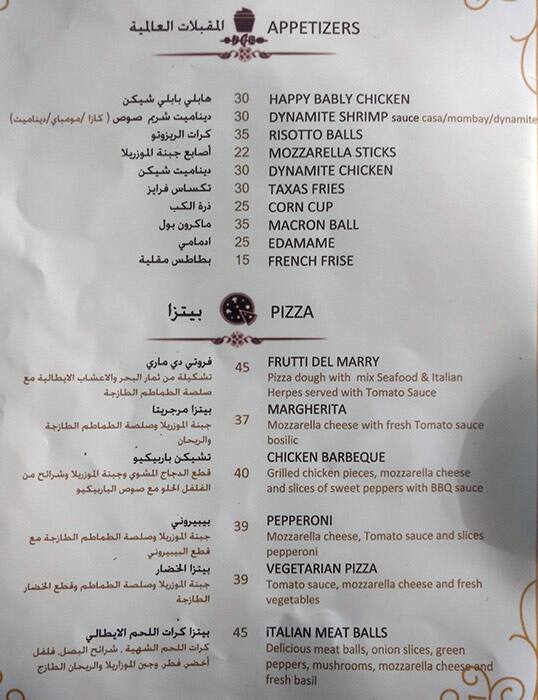 المقبلات العالمية APPETIZERS
هابلي بابلي شيكن 30 HAPPY BABLY CHICKEN
ديناميت شريم صوص ( كازا /مومباي/ديناميت) 30 DYNAMITE SHRIMP sauce casa/mombay/dynamite
كرات الريزوتو 35 RISOTTO BALLS
أصابع جبنة الموزريلا 22 MOZZARELLA STICKS
ديناميت شيكن 30 DYNAMITE CHICKEN
تكساس فرايز 30 TAXAS FRIES
ذرة الكب 25 CORN CUP
ماكرون بول 35 MACRON BALL
ادمامي 25 EDAMAME
بطاطس مقلية 15 FRENCH FRISE
بيتزا PIZZA
فروتي دي ماري 45 FRUTTI DEL MARRY
تشكيلة من ثمار البحر والاعشاب الايطالية مع Pizza dough with mix Seafood & Italian
صلصة الطماطم الطازجة Herpes served with Tomato Sauce
بيتزا مرجريتا 37 MARGHERITA
جبنة الموزريلا وصلصة الطماطم الطازجة Mozzarella cheese with fresh Tomato sauce
والريحان bosilic
تشيكن باربيكيو 40 CHICKEN BARBEQUE
قطع الدجاج المشوي وجبنة الموزريلا وشرائح من Grilled chicken pieces, mozzarella cheese
الفلفل الحلو مع صوص الباربيكيو and slices of sweet peppers with BBQ sauce
بيبيروني 39 PEPPERONI
جبنة الموزريلا وصلصة الطماطم الطازجة مع Mozzarella cheese, Tomato sauce and slices
قطع البيبيروني pepperoni
بيتزا الخضار 39 VEGETARIAN PIZZA
جبنة الموزريلا وصلصة الطماطم وقطع الخضار Tomato sauce, mozzarella cheese and fresh
الطازجة vegetables
بيتزا كرات اللحم الايطالي 45 iTALIAN MEAT BALLS
كرات اللحم الشهية , شرائح البصل, فلفل Delicious meat balls, onion slices, green
أخضر, فطر, وجبن الموزاريلا والريحان الطازج peppers, mushrooms, mozzarella cheese and
fresh basil